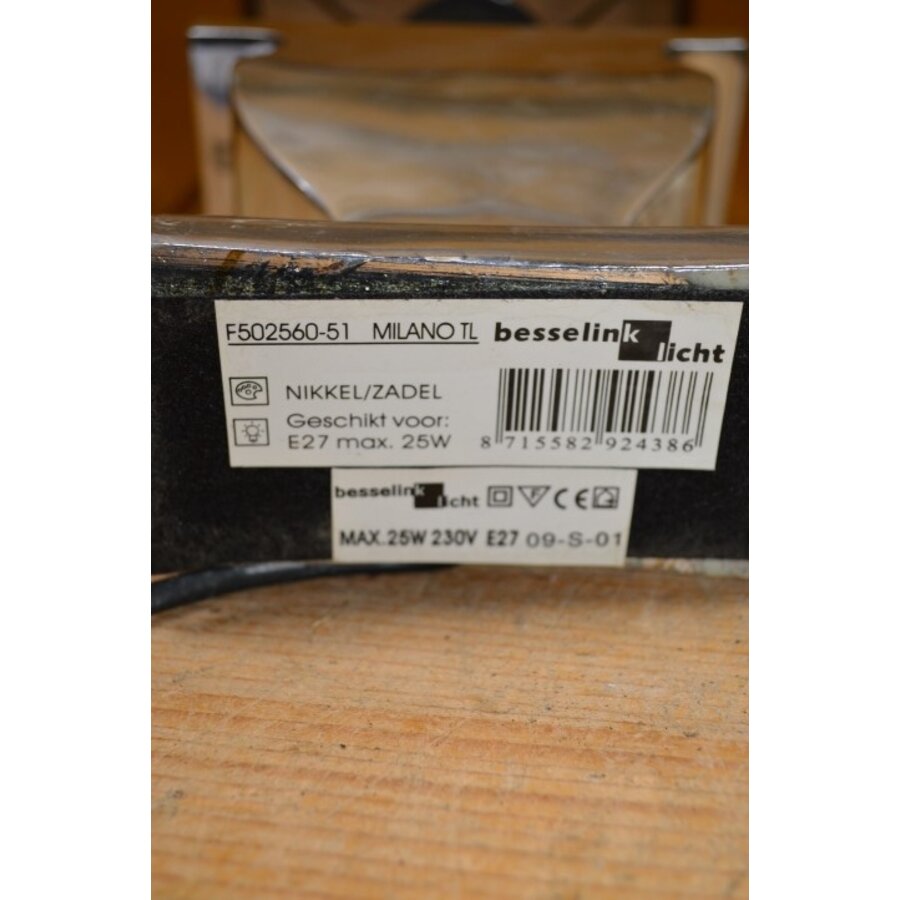 F502560-51 MILANO TL besselink licht
NIKKEL/ZADEL
Geschikt voor:
E27 max. 25W
8 715582 924386
besselink licht F CE
MAX. 25W 230V E27 09-S-01